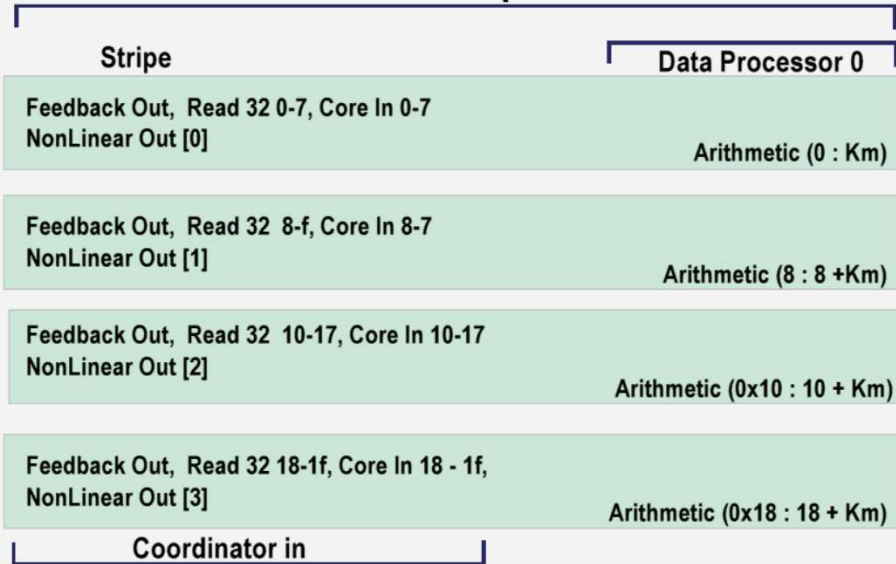 Stripe
Data Processor 0
Feedback Out, Read 32 0-7, Core In 0-7
NonLinear Out [0]
Arithmetic (0 : Km)
Feedback Out, Read 32 8-f, Core In 8-7
NonLinear Out [1]
Arithmetic (8 : 8 +Km)
Feedback Out, Read 32 10-17, Core In 10-17
NonLinear Out [2]
Arithmetic (0x10 : 10 + Km)
Feedback Out, Read 32 18-1f, Core In 18 - 1f,
NonLinear Out [3]
Arithmetic (0x18 : 18 + Km)
Coordinator in